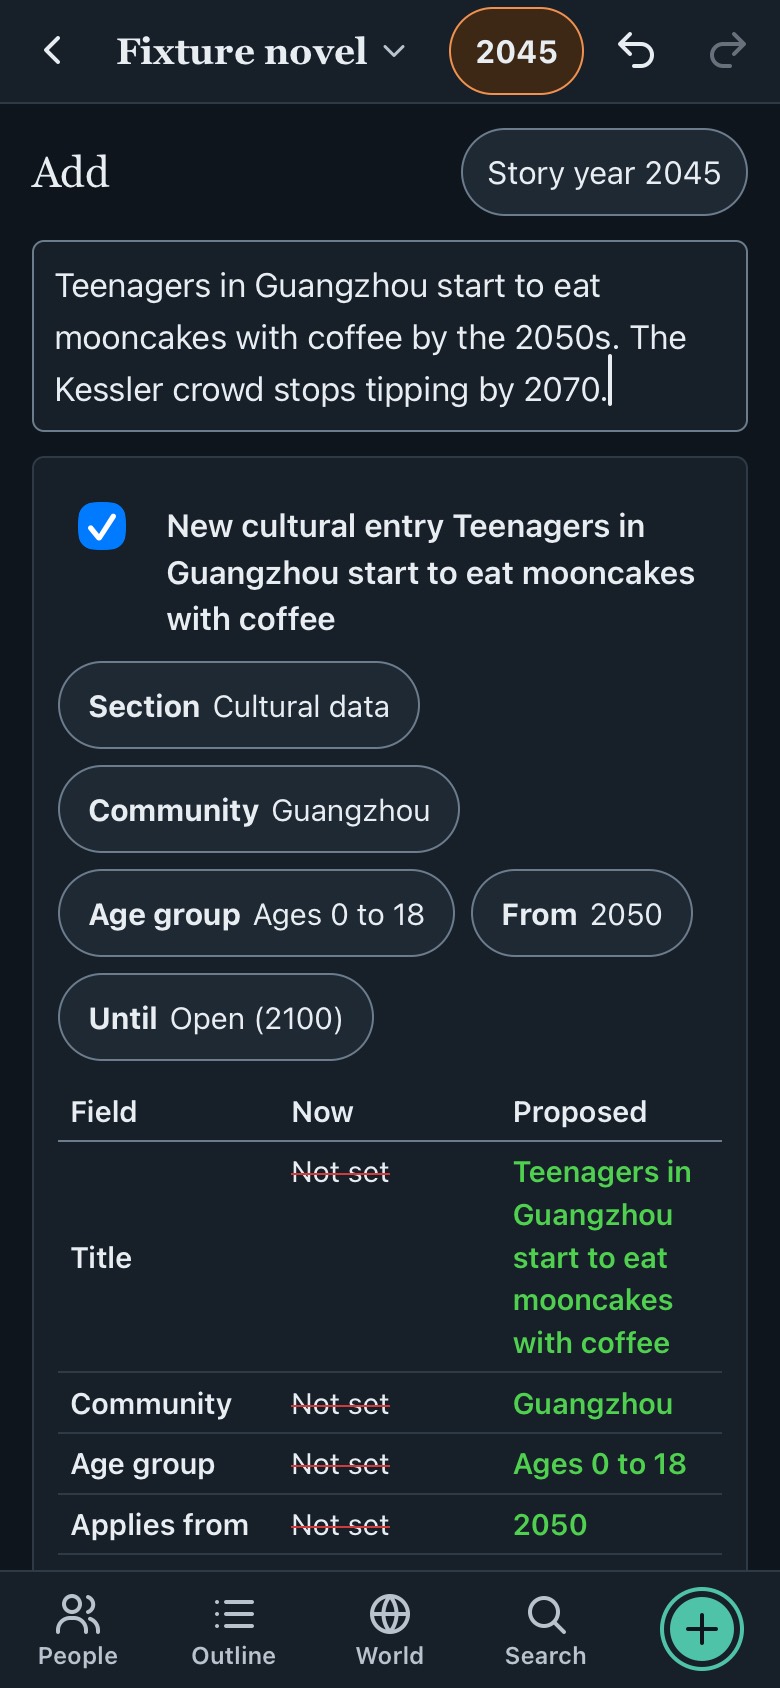 Fixture novel
2045
Add
Story year 2045
Teenagers in Guangzhou start to eat
mooncakes with coffee by the 2050s. The
Kessler crowd stops tipping by 2070.
New cultural entry Teenagers in
Guangzhou start to eat mooncakes
with coffee
Section Cultural data
Community Guangzhou
Age group Ages 0 to 18
From 2050
Until Open (2100)
Field Now Proposed
Title Not set Teenagers in
Guangzhou
start to eat
mooncakes
with coffee
Community Not set Guangzhou
Age group Not set Ages 0 to 18
Applies from Not set 2050
People Outline World Search